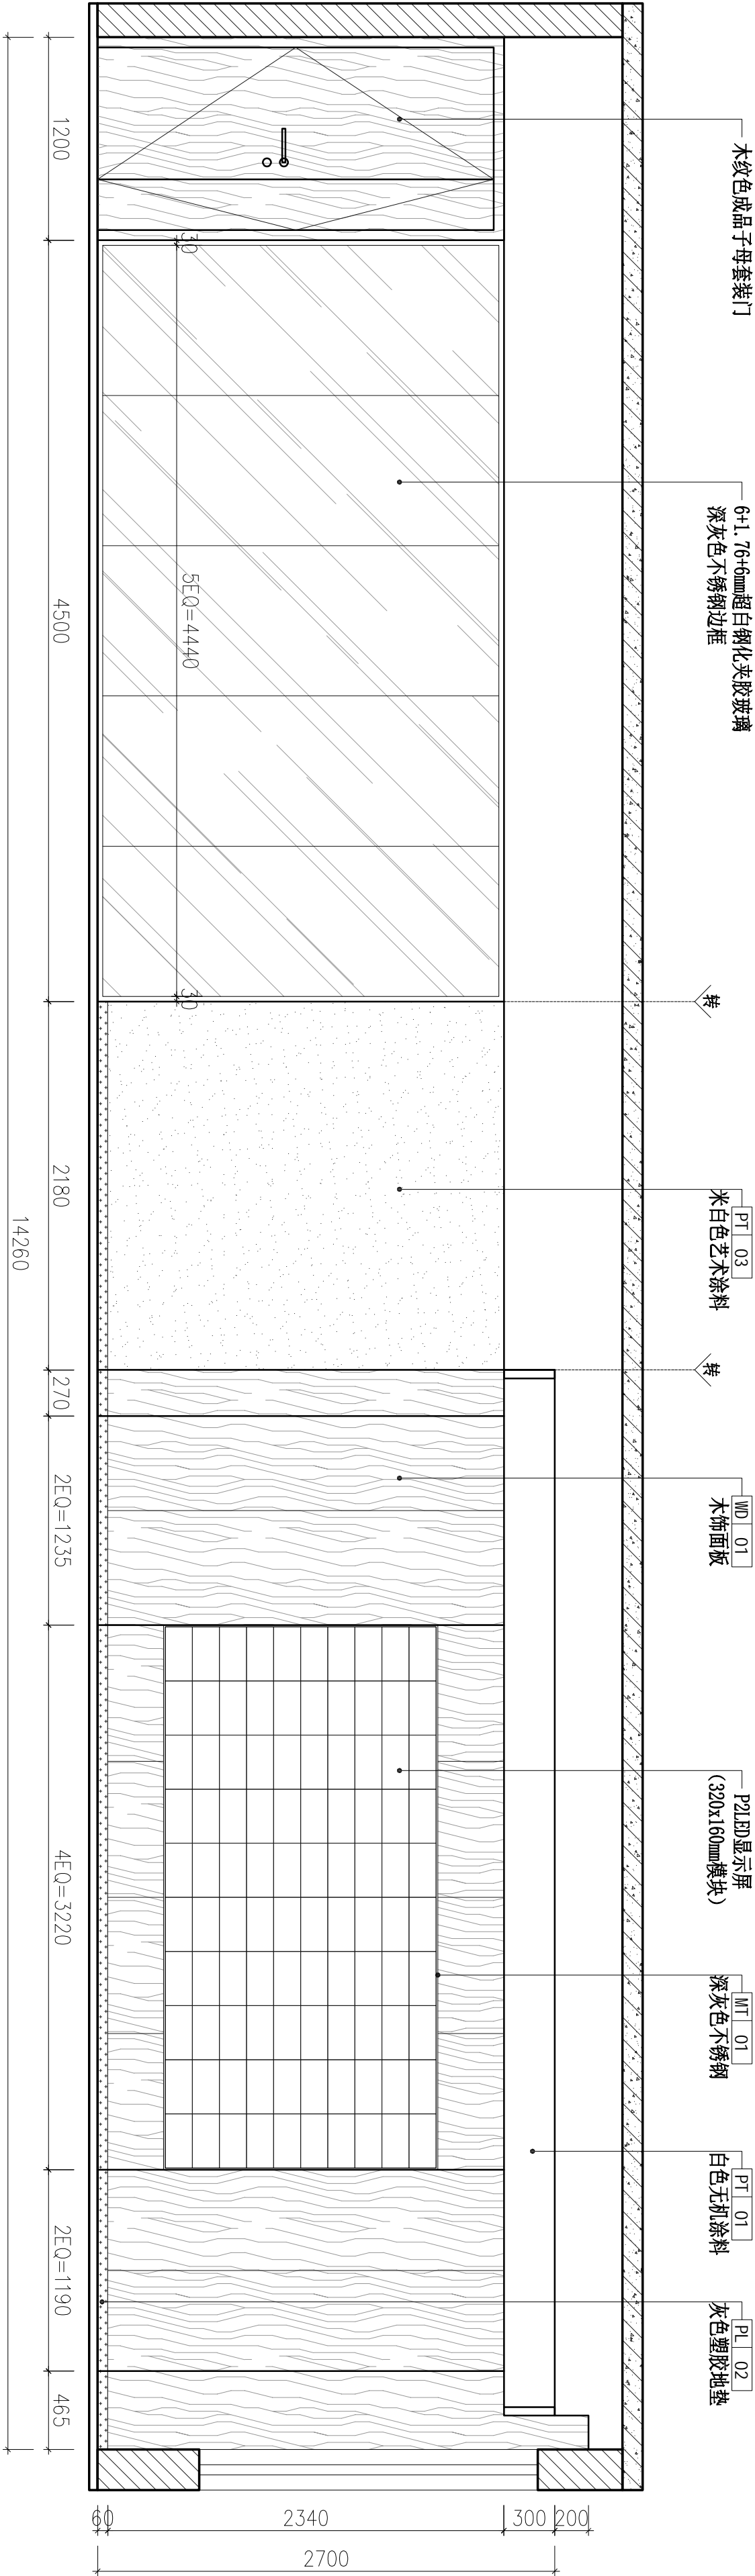 木纹色成品子母套装门
6+1.76+6mm超白钢化夹胶玻璃
深灰色不锈钢边框
转
PT 03
米白色艺术涂料
转
WD 01
木饰面板
P2LED显示屏
(320x160mm模块)
MT 01
深灰色不锈钢
PT 01
白色无机涂料
PL 02
灰色塑胶地垫
30
5EQ=4440
30
1200
4500
2180
270
2EQ=1235
4EQ=3220
2EQ=1190
465
14260
60
2340
300
200
2700